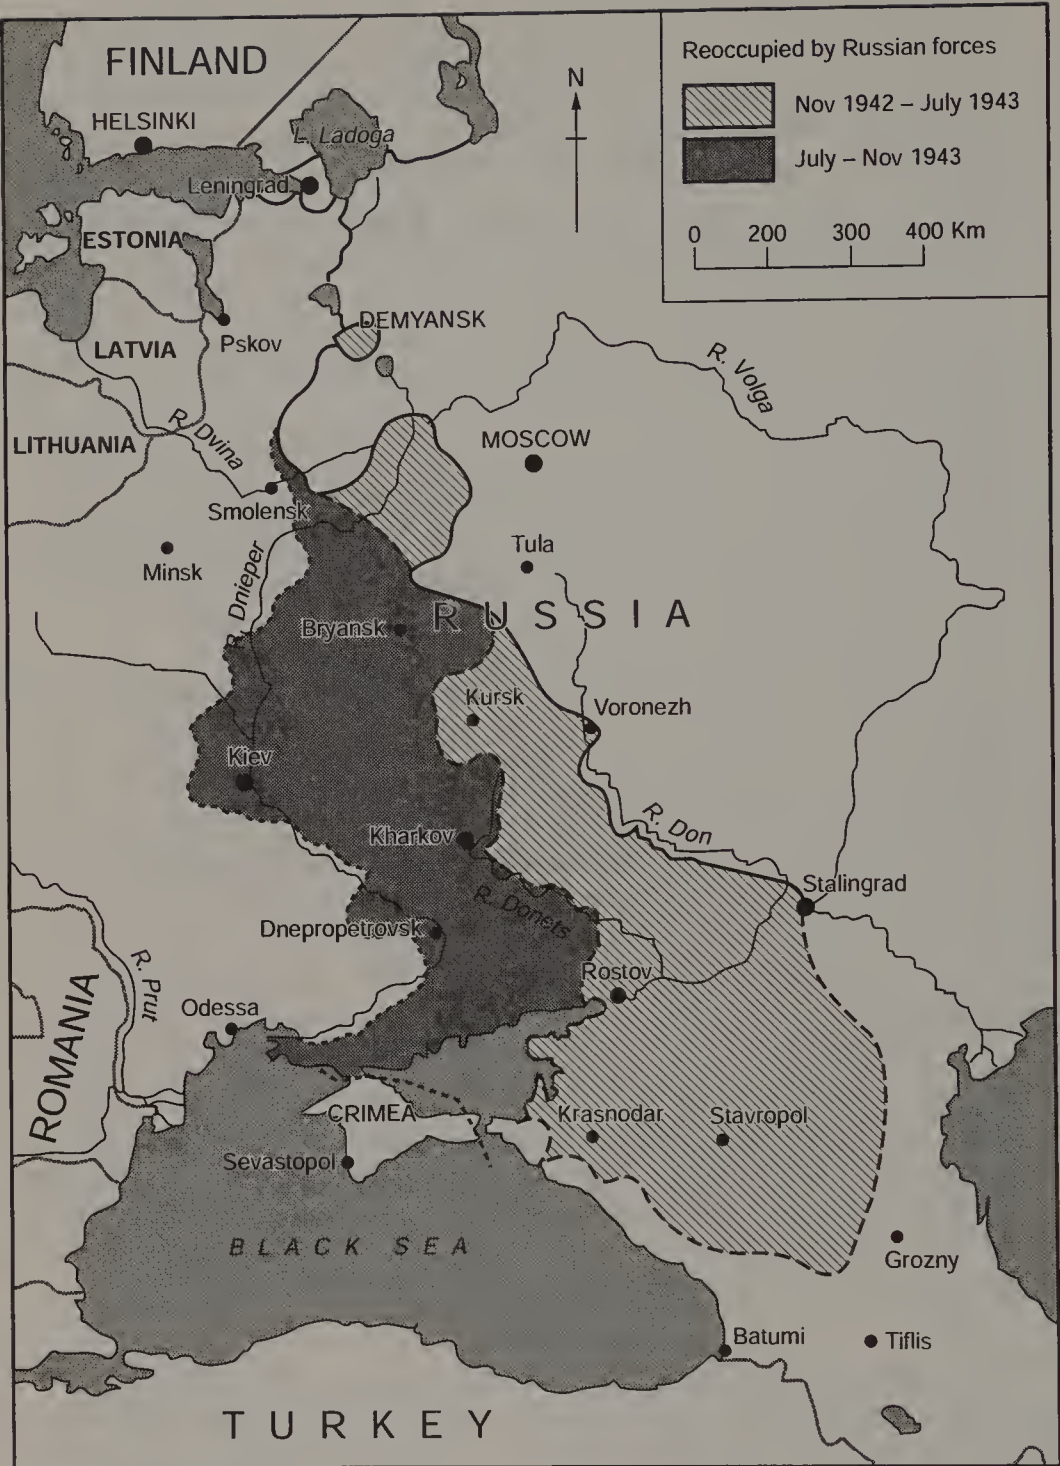 FINLAND
HELSINKI
L. Ladoga
Leningrad
ESTONIA
Pskov
LATVIA
DEMYANSK
LITHUANIA
R. Dvina
Smolensk
Minsk
R. Dnieper
MOSCOW
R. Volga
Tula
RUSSIA
Bryansk
Kursk
Voronezh
Kiev
Kharkov
R. Don
Stalingrad
R. Donets
Dnepropetrovsk
Rostov
R. Prut
Odessa
ROMANIA
CRIMEA
Krasnodar
Stavropol
Sevastopol
BLACK SEA
Grozny
Batumi
Tiflis
TURKEY
N
Reoccupied by Russian forces
Nov 1942 – July 1943
July – Nov 1943
0 200 300 400 Km